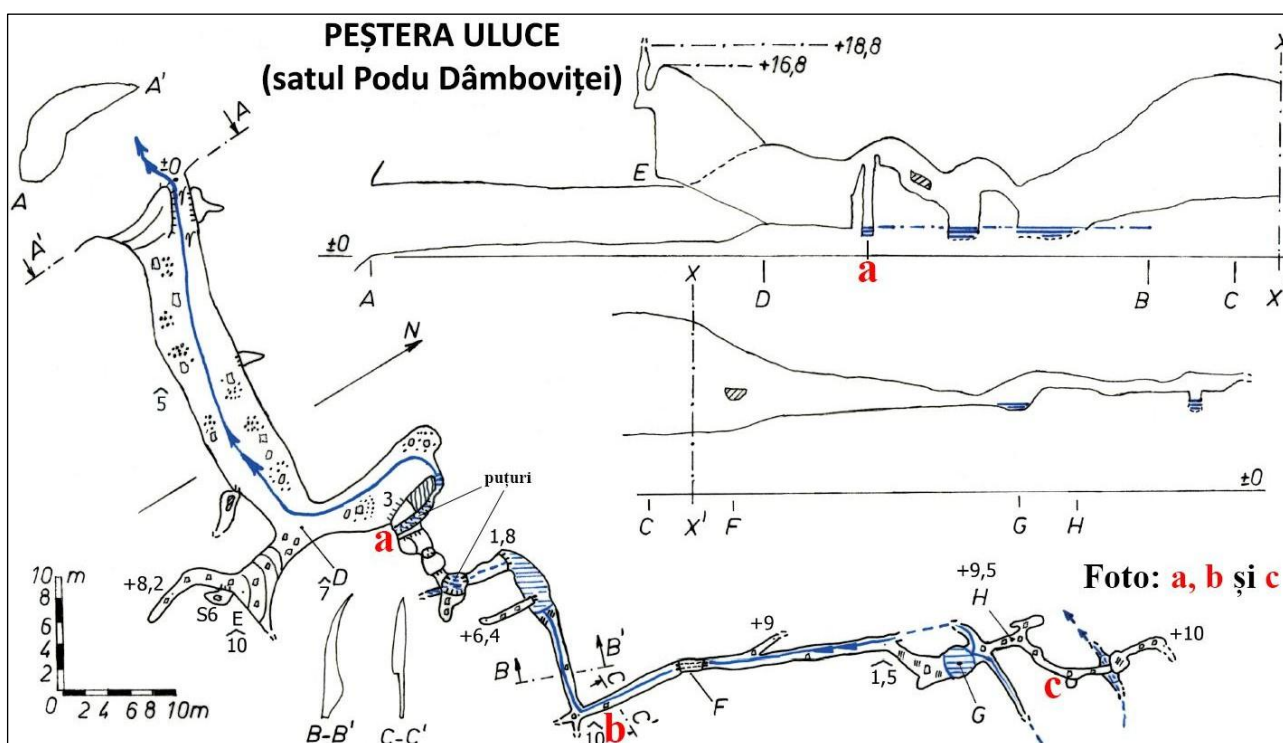 PEȘTERA ULUCE
(satul Podu Dâmboviței)
+18,8
+16,8
X
A'
A
A
±0
A'
E
±0
A
D
a
B
C
X
N
5
X
puțuri
3
a
1,8
±0
C
X'
F
G
H
10 m
8
6
4
2
0
2 4 6 8 10m
+8,2
S6
E
10
D
7
+6,4
B
B'
C
B-B'
C-C'
b
10
C'
F
+9
1,5
G
+9,5
H
Foto: a, b și c
c
+10